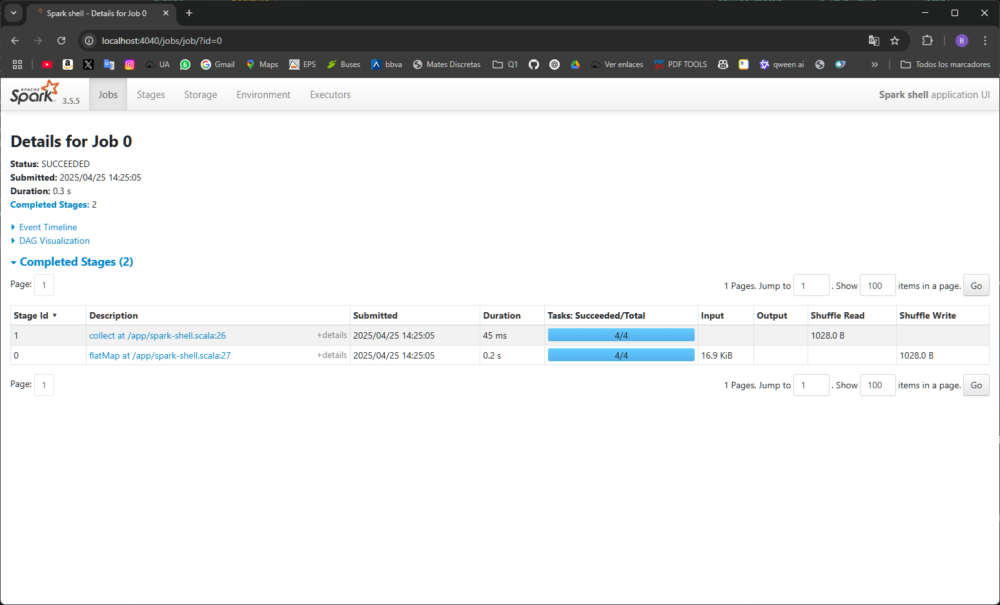 Spark shell - Details for Job 0
localhost:4040/jobs/job/?id=0
B
UA
6
Gmail
Maps
EPS
Buses
bbva
Mates Discretas
Q1
Ver enlaces
PDF TOOLS
qween ai
Todos los marcadores
APACHE
Spark 3.5.5
Jobs Stages Storage Environment Executors
Spark shell application UI
Details for Job 0
Status: SUCCEEDED
Submitted: 2025/04/25 14:25:05
Duration: 0.3 s
Completed Stages: 2
Event Timeline
DAG Visualization
Completed Stages (2)
Page: 1
1 Pages. Jump to 1 . Show 100 items in a page. Go
Stage Id ▾ Description Submitted Duration Tasks: Succeeded/Total Input Output Shuffle Read Shuffle Write
1 collect at /app/spark-shell.scala:26 +details 2025/04/25 14:25:05 45 ms 4/4 1028.0 B
0 flatMap at /app/spark-shell.scala:27 +details 2025/04/25 14:25:05 0.2 s 4/4 16.9 KiB 1028.0 B
Page: 1
1 Pages. Jump to 1 . Show 100 items in a page. Go